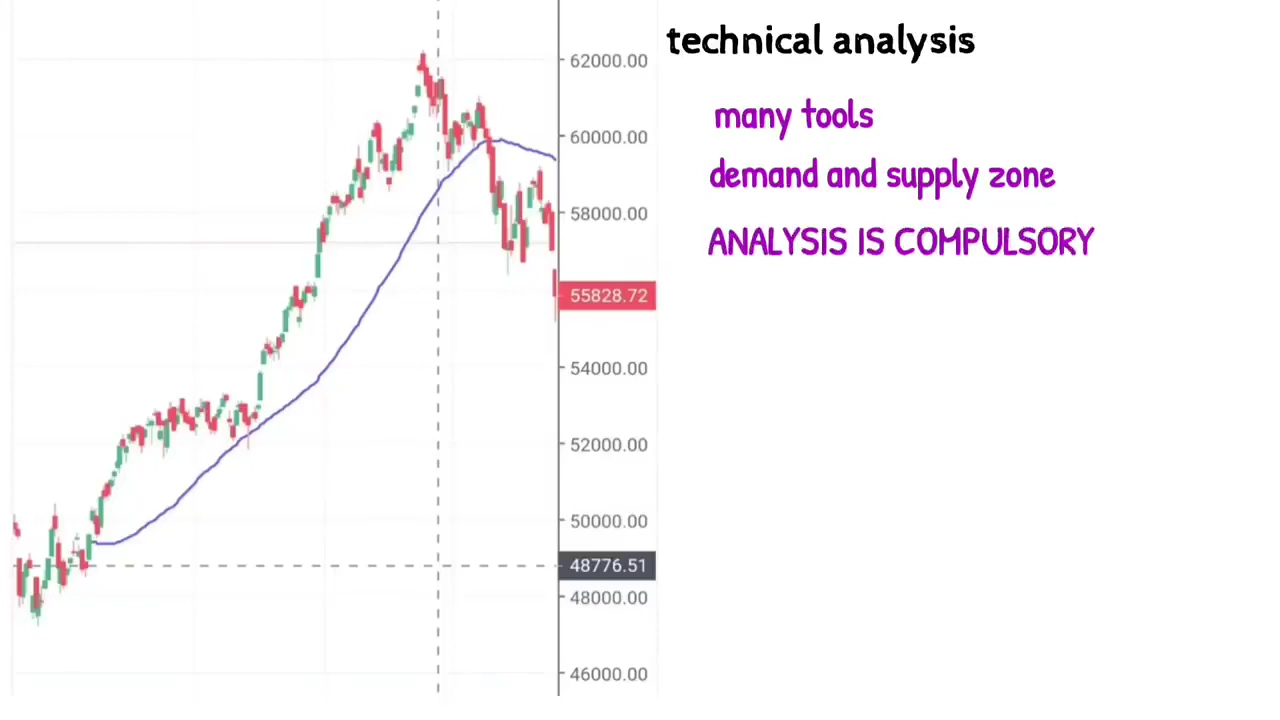 technical analysis
many tools
demand and supply zone
ANALYSIS IS COMPULSORY
62000.00
60000.00
58000.00
55828.72
54000.00
52000.00
50000.00
48776.51
48000.00
46000.00